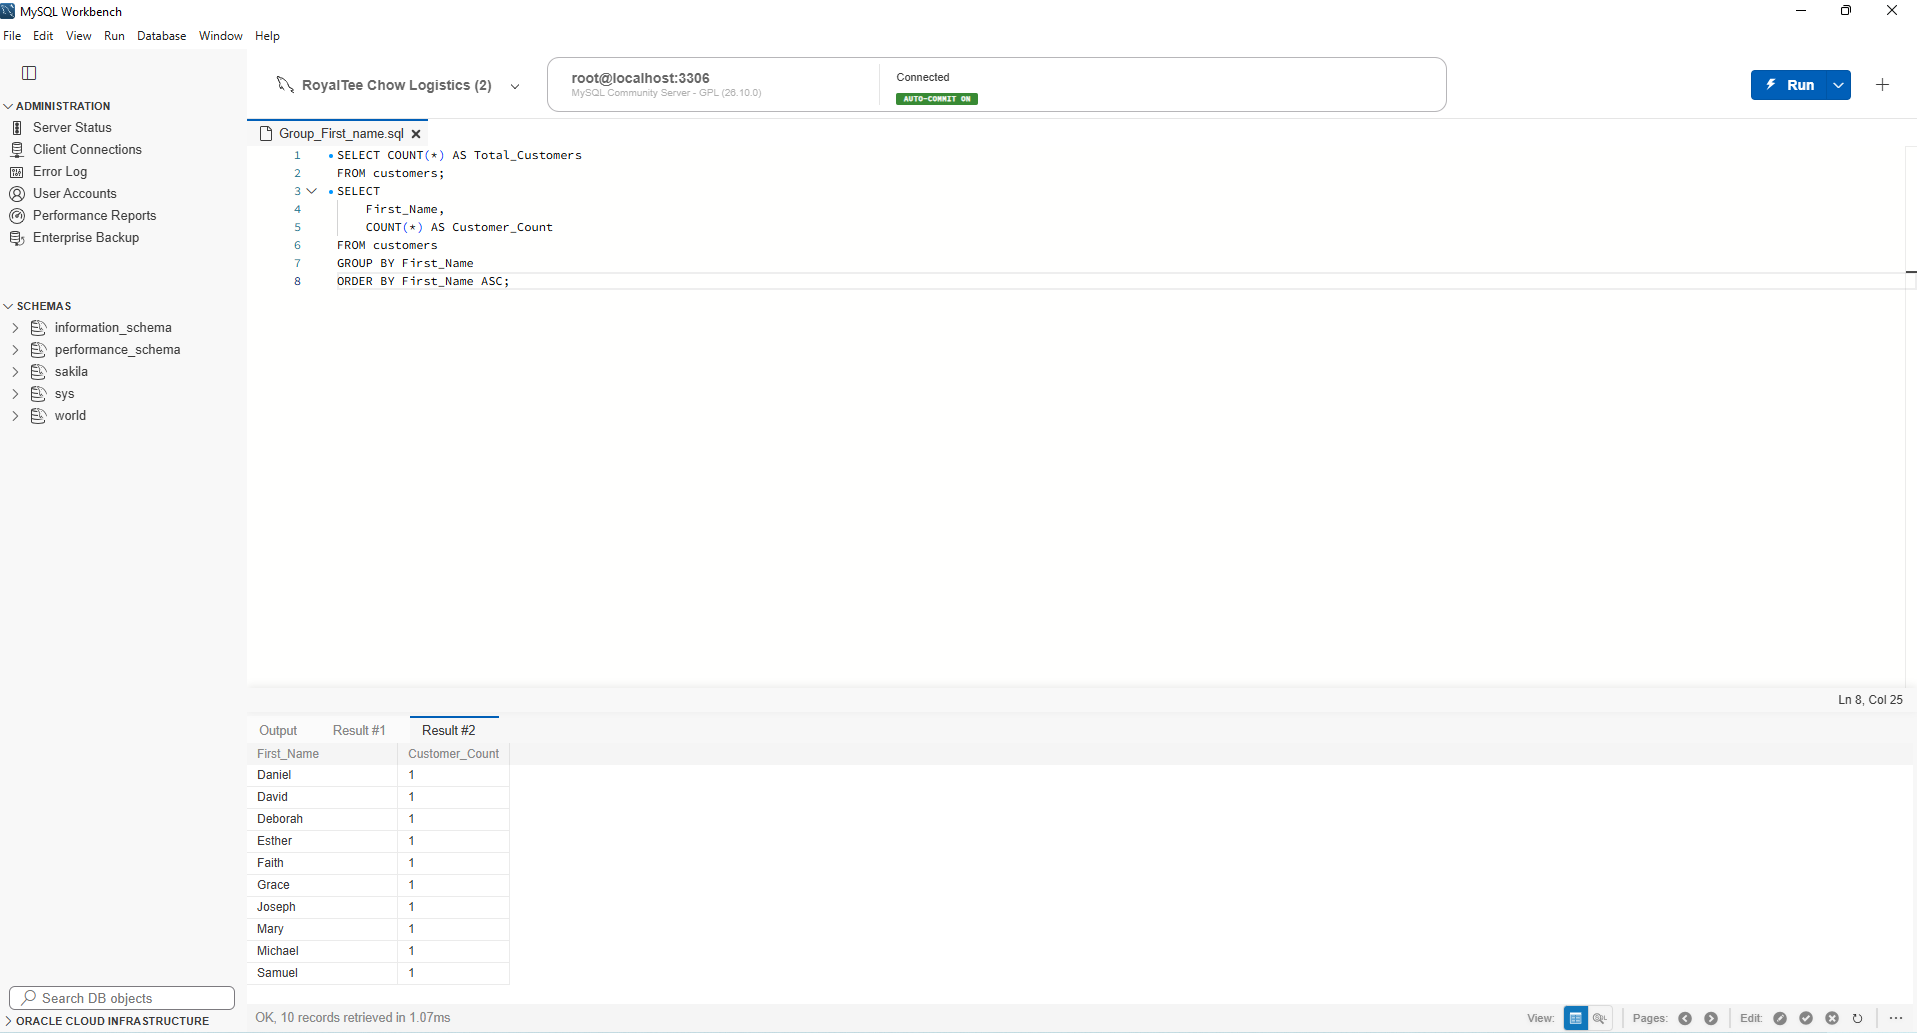 MySQL Workbench
File Edit View Run Database Window Help
ADMINISTRATION
Server Status
Client Connections
Error Log
User Accounts
Performance Reports
Enterprise Backup
SCHEMAS
information_schema
performance_schema
sakila
sys
world
Search DB objects
ORACLE CLOUD INFRASTRUCTURE
RoyalTee Chow Logistics (2)
root@localhost:3306
MySQL Community Server - GPL (26.10.0)
Connected
AUTO-COMMIT ON
Run
Group_First_name.sql
1 SELECT COUNT(*) AS Total_Customers
2 FROM customers;
3 SELECT
4 First_Name,
5 COUNT(*) AS Customer_Count
6 FROM customers
7 GROUP BY First_Name
8 ORDER BY First_Name ASC;
Ln 8, Col 25
Output Result #1 Result #2
First_Name Customer_Count
Daniel 1
David 1
Deborah 1
Esther 1
Faith 1
Grace 1
Joseph 1
Mary 1
Michael 1
Samuel 1
OK, 10 records retrieved in 1.07ms
View: Pages: Edit: